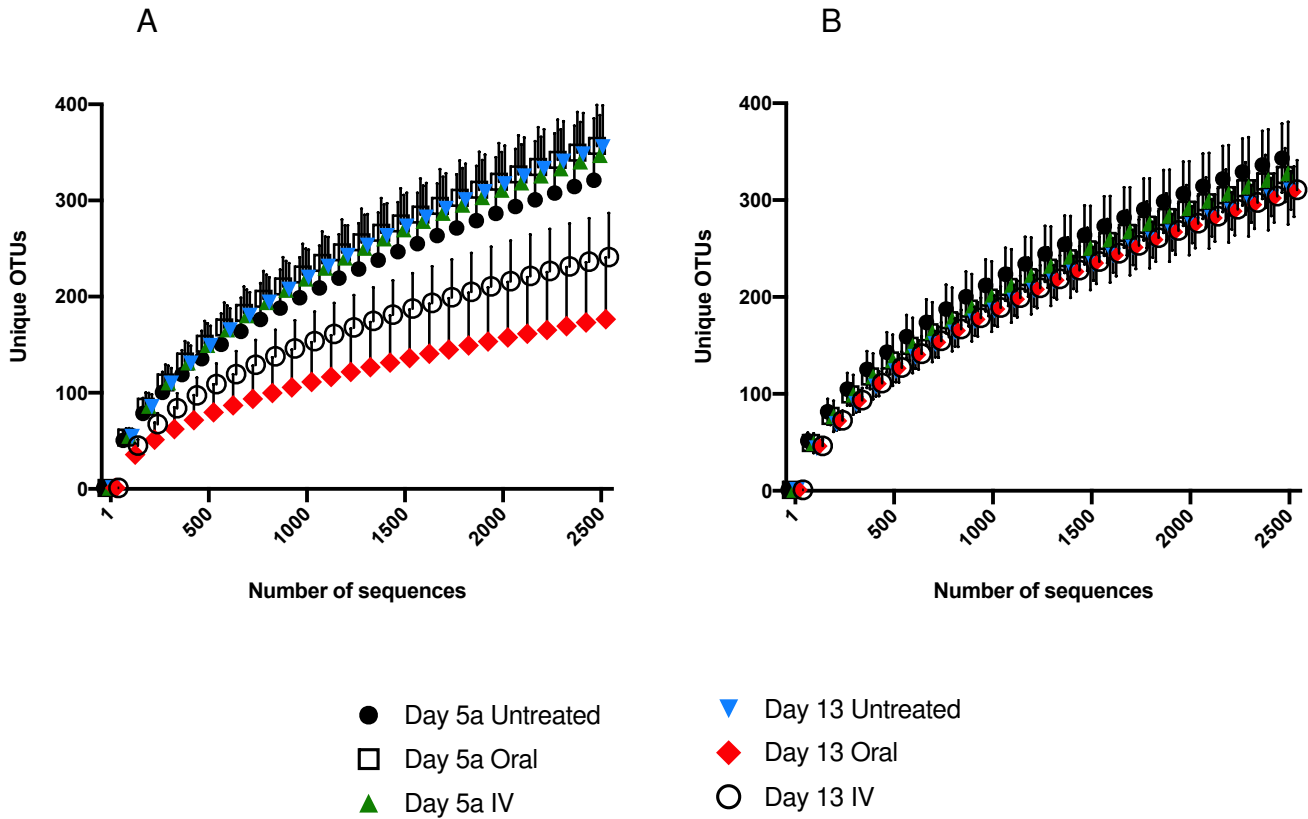 A
B
400
300
200
100
0
Unique OTUs
1
500
1000
1500
2000
2500
Number of sequences
400
300
200
100
0
Unique OTUs
1
500
1000
1500
2000
2500
Number of sequences
Day 5a Untreated
Day 5a Oral
Day 5a IV
Day 13 Untreated
Day 13 Oral
Day 13 IV